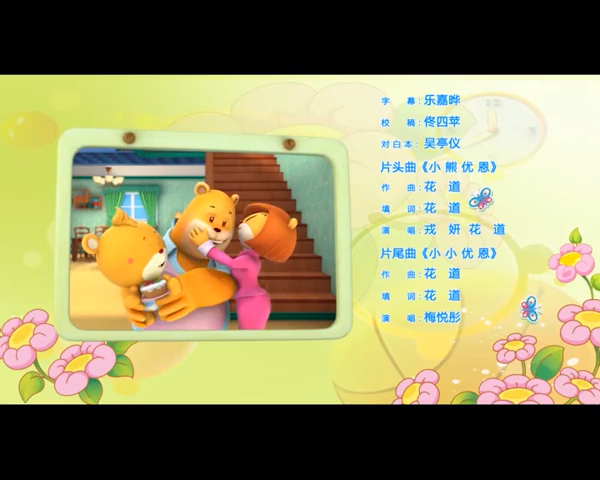 字 幕：乐嘉晔
校 稿：佟四苹
对白本：吴亭仪
片头曲《小熊优恩》
作 曲：花 道
填 词：花 道
演 唱：戎 妍 花 道
片尾曲《小小优恩》
作 曲：花 道
填 词：花 道
演 唱：梅悦彤